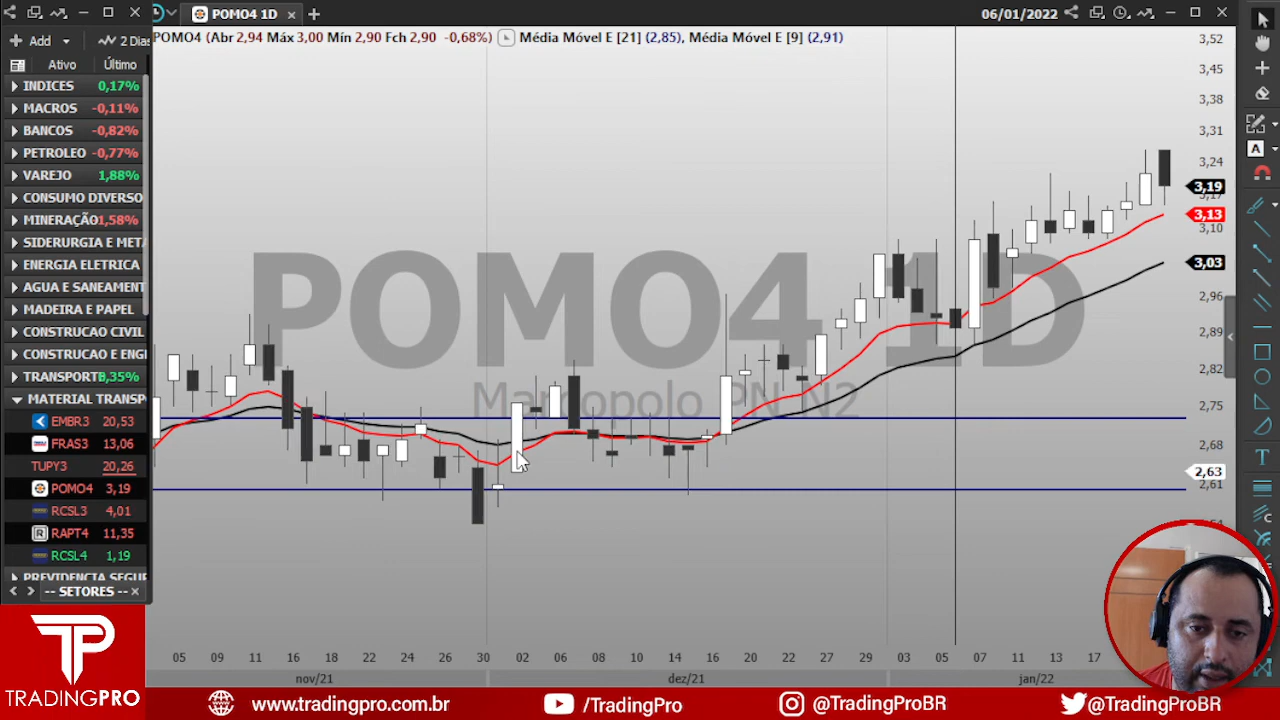 POMO4 1D
06/01/2022
Add
2 Dias
POMO4 (Abr 2,94 Máx 3,00 Mín 2,90 Fch 2,90 -0,68%) Média Móvel E [21] (2,85), Média Móvel E [9] (2,91)
Ativo Último
INDICES 0,17%
MACROS -0,11%
BANCOS -0,82%
PETROLEO -0,77%
VAREJO 1,88%
CONSUMO DIVERSO
MINERAÇÃO 1,58%
SIDERURGIA E META
ENERGIA ELETRICA
AGUA E SANEAMENT
MADEIRA E PAPEL
CONSTRUCAO CIVIL
CONSTRUCAO E ENGE
TRANSPORTE 3,35%
MATERIAL TRANSP
EMBR3 20,53
FRAS3 13,06
TUPY3 20,26
POMO4 3,19
RCSL3 4,01
RAPT4 11,35
RCSL4 1,19
PREVIDENCIA SEGUR
-- SETORES --
POMO4 1D
Marcopolo PN N2
3,52
3,45
3,38
3,31
3,24
3,19
3,17
3,13
3,10
3,03
2,96
2,89
2,82
2,75
2,68
2,63
2,61
A
T
C
05 09 11 16 18 22 24 26 30 02 06 08 10 14 16 20 22 27 29 03 05 07 11 13 17
nov/21 dez/21 jan/22
TP
TRADINGPRO
www.tradingpro.com.br
/TradingPro
@TradingProBR
@TradingProBR